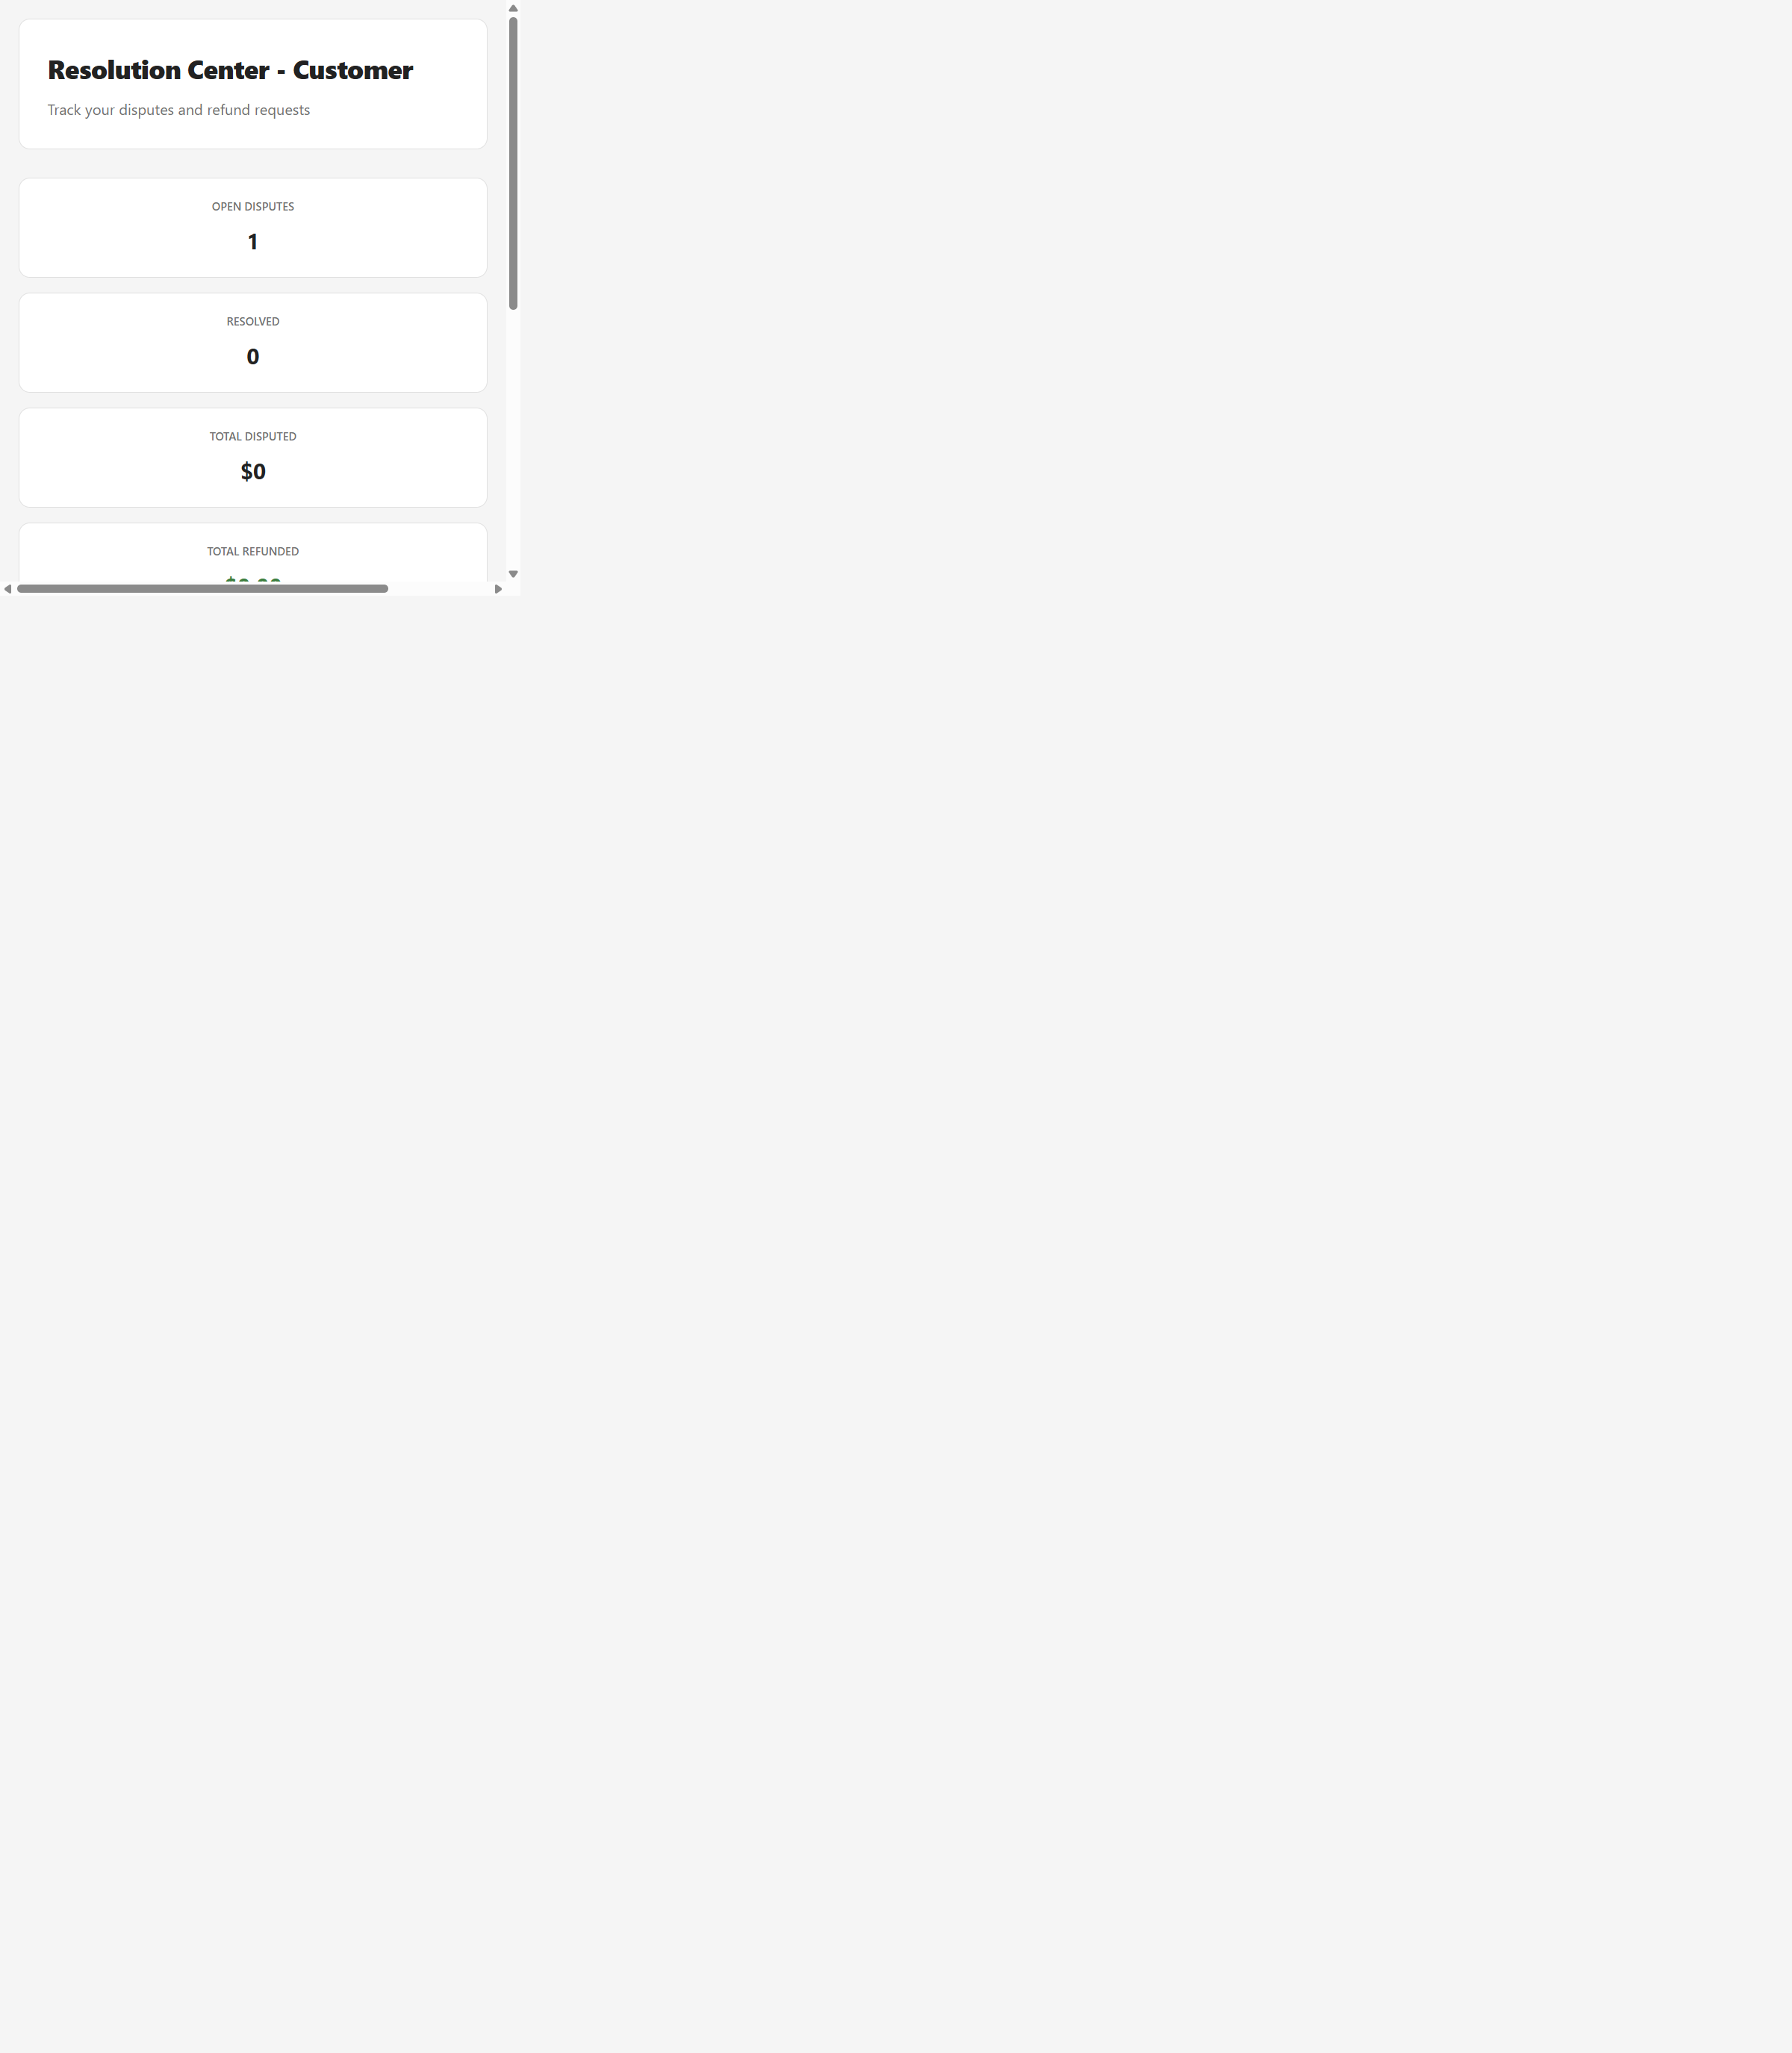 Resolution Center - Customer
Track your disputes and refund requests
OPEN DISPUTES
1
RESOLVED
0
TOTAL DISPUTED
$0
TOTAL REFUNDED